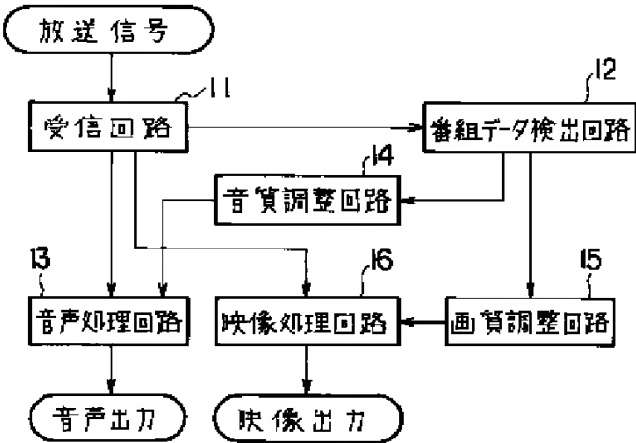 放送信号
11
受信回路
12
番組データ検出回路
14
音質調整回路
13
音声処理回路
16
映像処理回路
15
画質調整回路
音声出力
映像出力